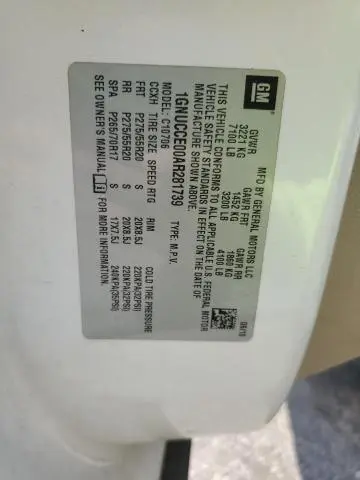 GM
MFD BY GENERAL MOTORS LLC
08/10
GVWR GAWR FRT GAWR RR
3221 KG 1452 KG 1860 KG
7100 LB 3200 LB 4100 LB
THIS VEHICLE CONFORMS TO ALL APPLICABLE U.S. FEDERAL MOTOR
VEHICLE SAFETY STANDARDS IN EFFECT ON THE DATE OF
MANUFACTURE SHOWN ABOVE.
1GNUCCE00AR281739 TYPE: M.P.V.
MODEL: C10706
CCXH TIRE SIZE SPEED RTG RIM COLD TIRE PRESSURE
FRT P275/55R20 S 20X8.5J 220KPA(32PSI)
RR P275/55R20 S 20X8.5J 220KPA(32PSI)
SPA P265/70R17 S 17X7.5J 240KPA(35PSI)
SEE OWNER'S MANUAL FOR MORE INFORMATION.